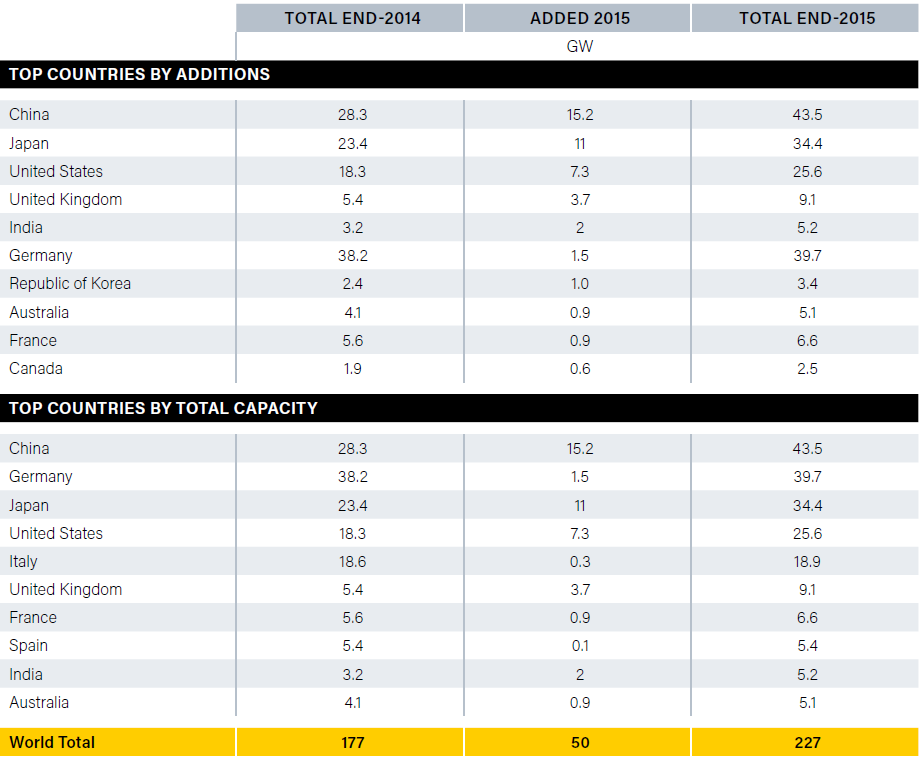 TOTAL END-2014 ADDED 2015 TOTAL END-2015
GW
TOP COUNTRIES BY ADDITIONS
China 28.3 15.2 43.5
Japan 23.4 11 34.4
United States 18.3 7.3 25.6
United Kingdom 5.4 3.7 9.1
India 3.2 2 5.2
Germany 38.2 1.5 39.7
Republic of Korea 2.4 1.0 3.4
Australia 4.1 0.9 5.1
France 5.6 0.9 6.6
Canada 1.9 0.6 2.5
TOP COUNTRIES BY TOTAL CAPACITY
China 28.3 15.2 43.5
Germany 38.2 1.5 39.7
Japan 23.4 11 34.4
United States 18.3 7.3 25.6
Italy 18.6 0.3 18.9
United Kingdom 5.4 3.7 9.1
France 5.6 0.9 6.6
Spain 5.4 0.1 5.4
India 3.2 2 5.2
Australia 4.1 0.9 5.1
World Total 177 50 227